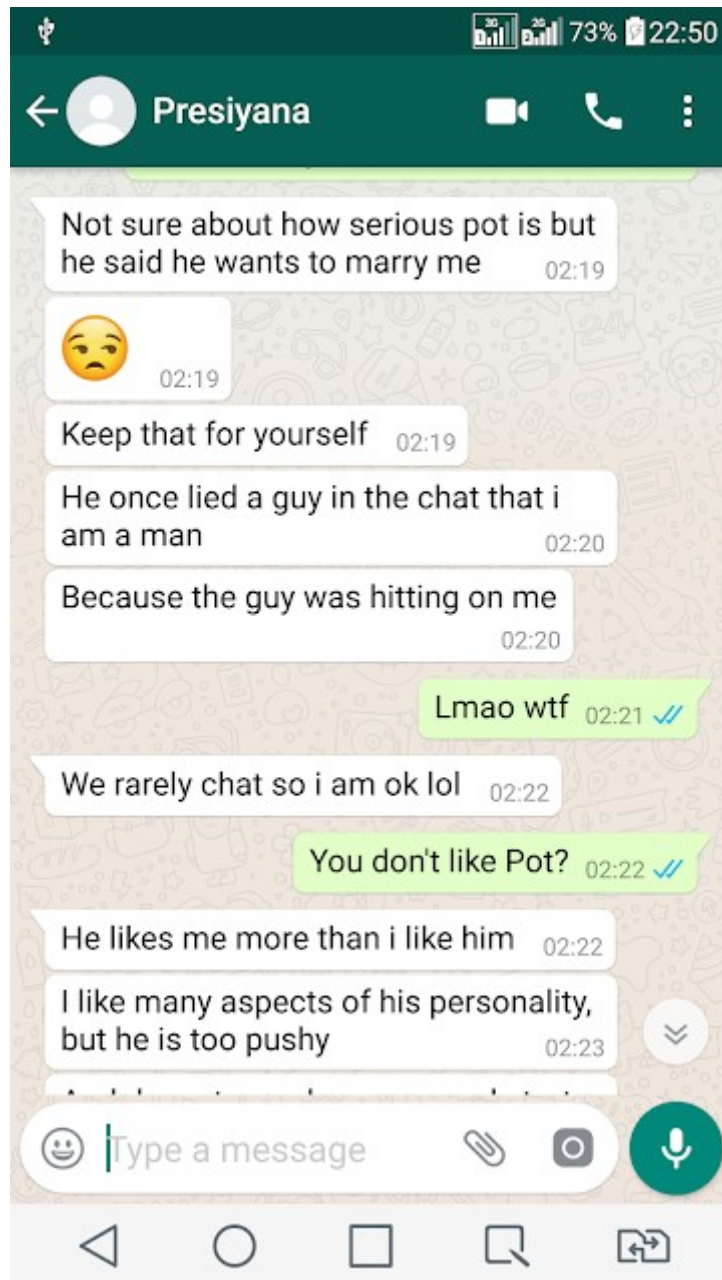 73% 22:50
Presiyana
Not sure about how serious pot is but
he said he wants to marry me 02:19
02:19
Keep that for yourself 02:19
He once lied a guy in the chat that i
am a man 02:20
Because the guy was hitting on me
02:20
Lmao wtf 02:21
We rarely chat so i am ok lol 02:22
You don't like Pot? 02:22
He likes me more than i like him 02:22
I like many aspects of his personality,
but he is too pushy 02:23
Type a message